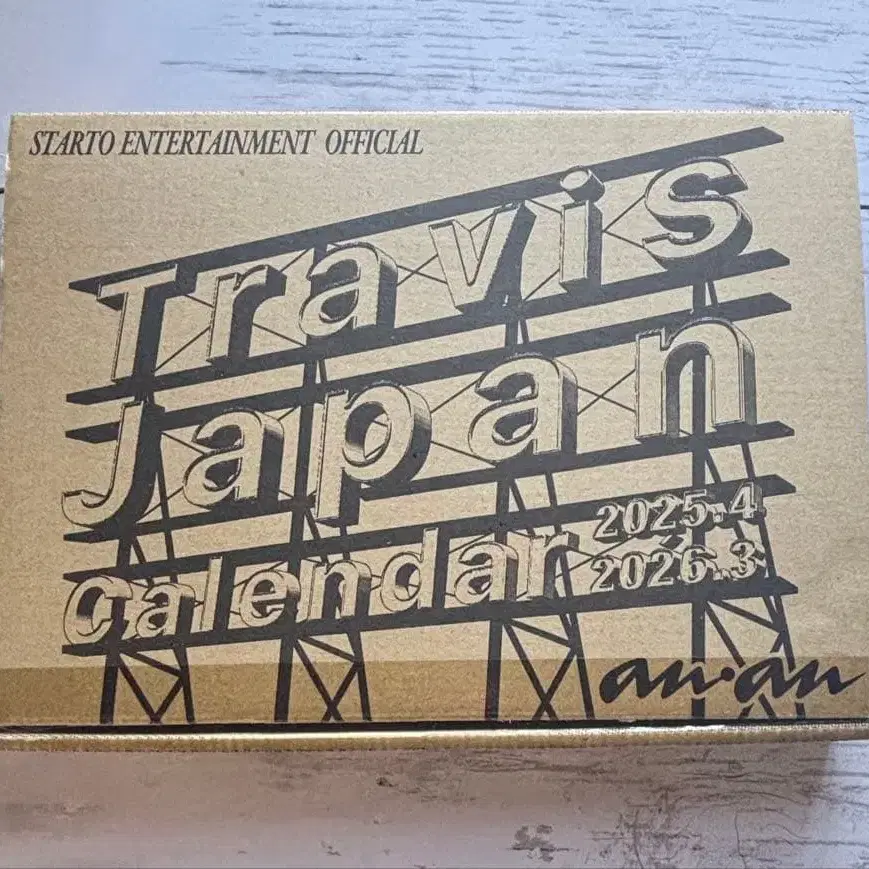 STARTO ENTERTAINMENT OFFICIAL
Travis
Japan
Calendar 2025.4
2026.3
an·an